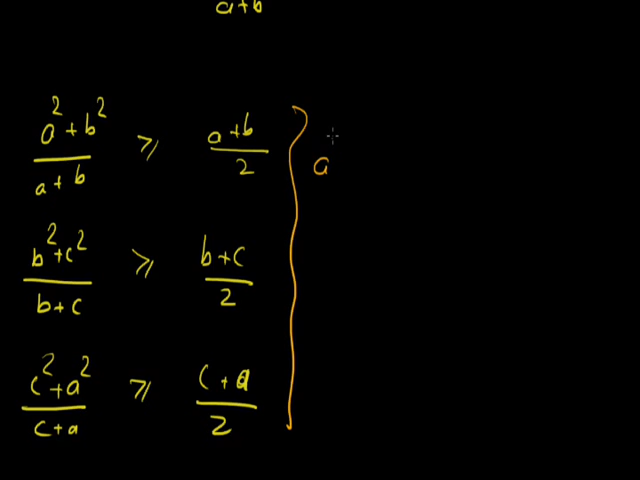 a+b
a²+b²/a+b ≥ a+b/2 a
b²+c²/b+c ≥ b+c/2
c²+a²/c+a ≥ c+a/2